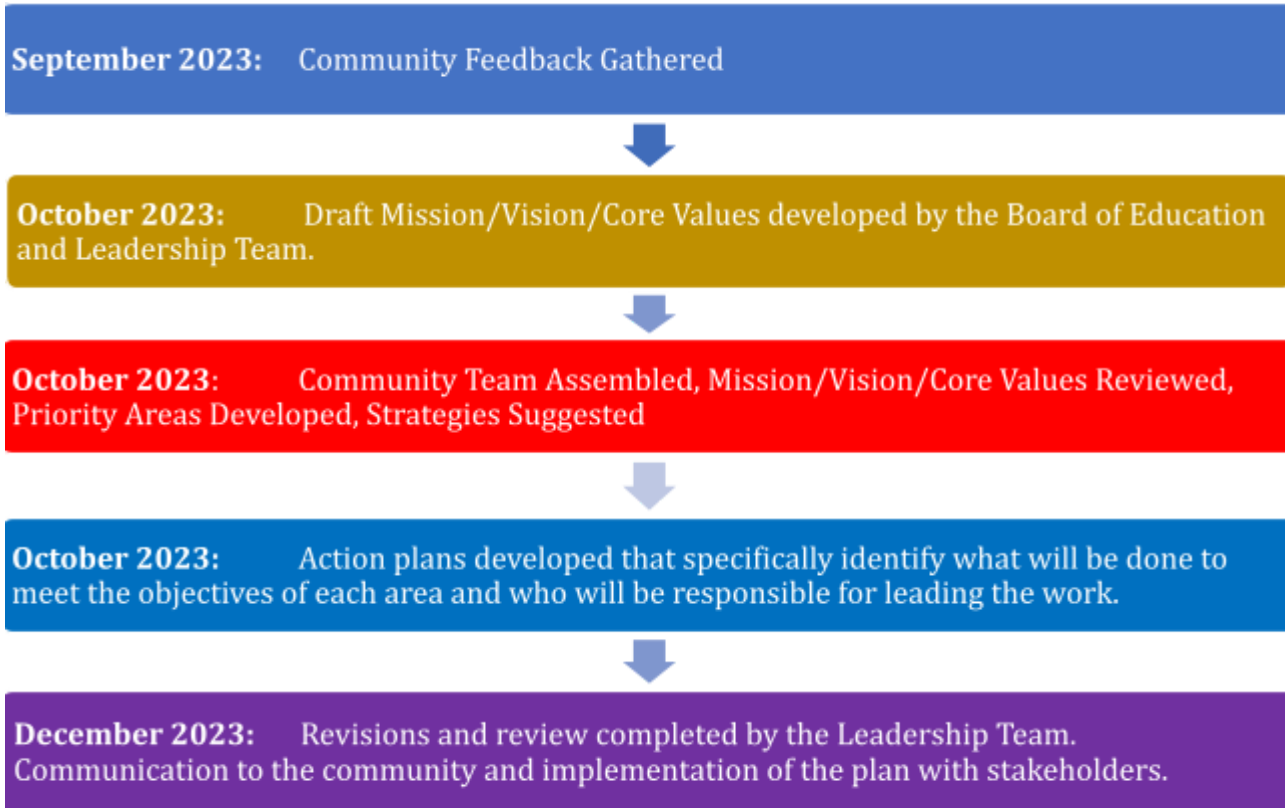 September 2023: Community Feedback Gathered
October 2023: Draft Mission/Vision/Core Values developed by the Board of Education
and Leadership Team.
October 2023: Community Team Assembled, Mission/Vision/Core Values Reviewed,
Priority Areas Developed, Strategies Suggested
October 2023: Action plans developed that specifically identify what will be done to
meet the objectives of each area and who will be responsible for leading the work.
December 2023: Revisions and review completed by the Leadership Team.
Communication to the community and implementation of the plan with stakeholders.